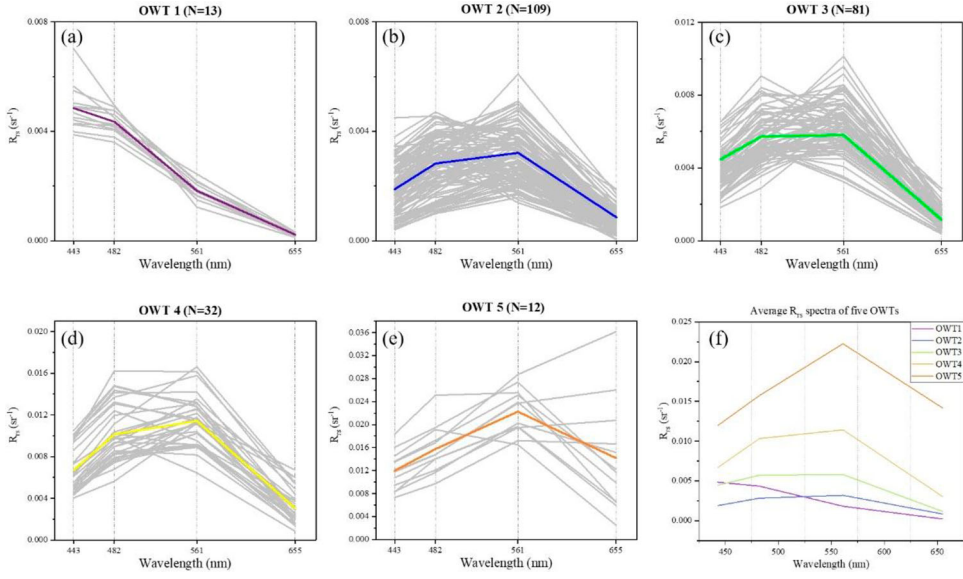 OWT 1 (N=13)
(a)
0.008
0.004
0.000
Rrs (sr-1)
443 482 561 655
Wavelength (nm)
OWT 2 (N=109)
(b)
0.008
0.004
0.000
Rrs (sr-1)
443 482 561 655
Wavelength (nm)
OWT 3 (N=81)
(c)
0.012
0.008
0.004
0.000
Rrs (sr-1)
443 482 561 655
Wavelength (nm)
OWT 4 (N=32)
(d)
0.020
0.016
0.012
0.008
0.004
0.000
Rrs (sr-1)
443 482 561 655
Wavelength (nm)
OWT 5 (N=12)
(e)
0.036
0.032
0.028
0.024
0.020
0.015
0.012
0.008
0.004
0.000
Rrs (sr-1)
443 482 561 655
Wavelength (nm)
Average Rrs spectra of five OWTs
(f)
OWT1
OWT2
OWT3
OWT4
OWT5
0.025
0.020
0.015
0.010
0.005
0.000
Rrs (sr-1)
450 500 550 600 650
Wavelength (nm)